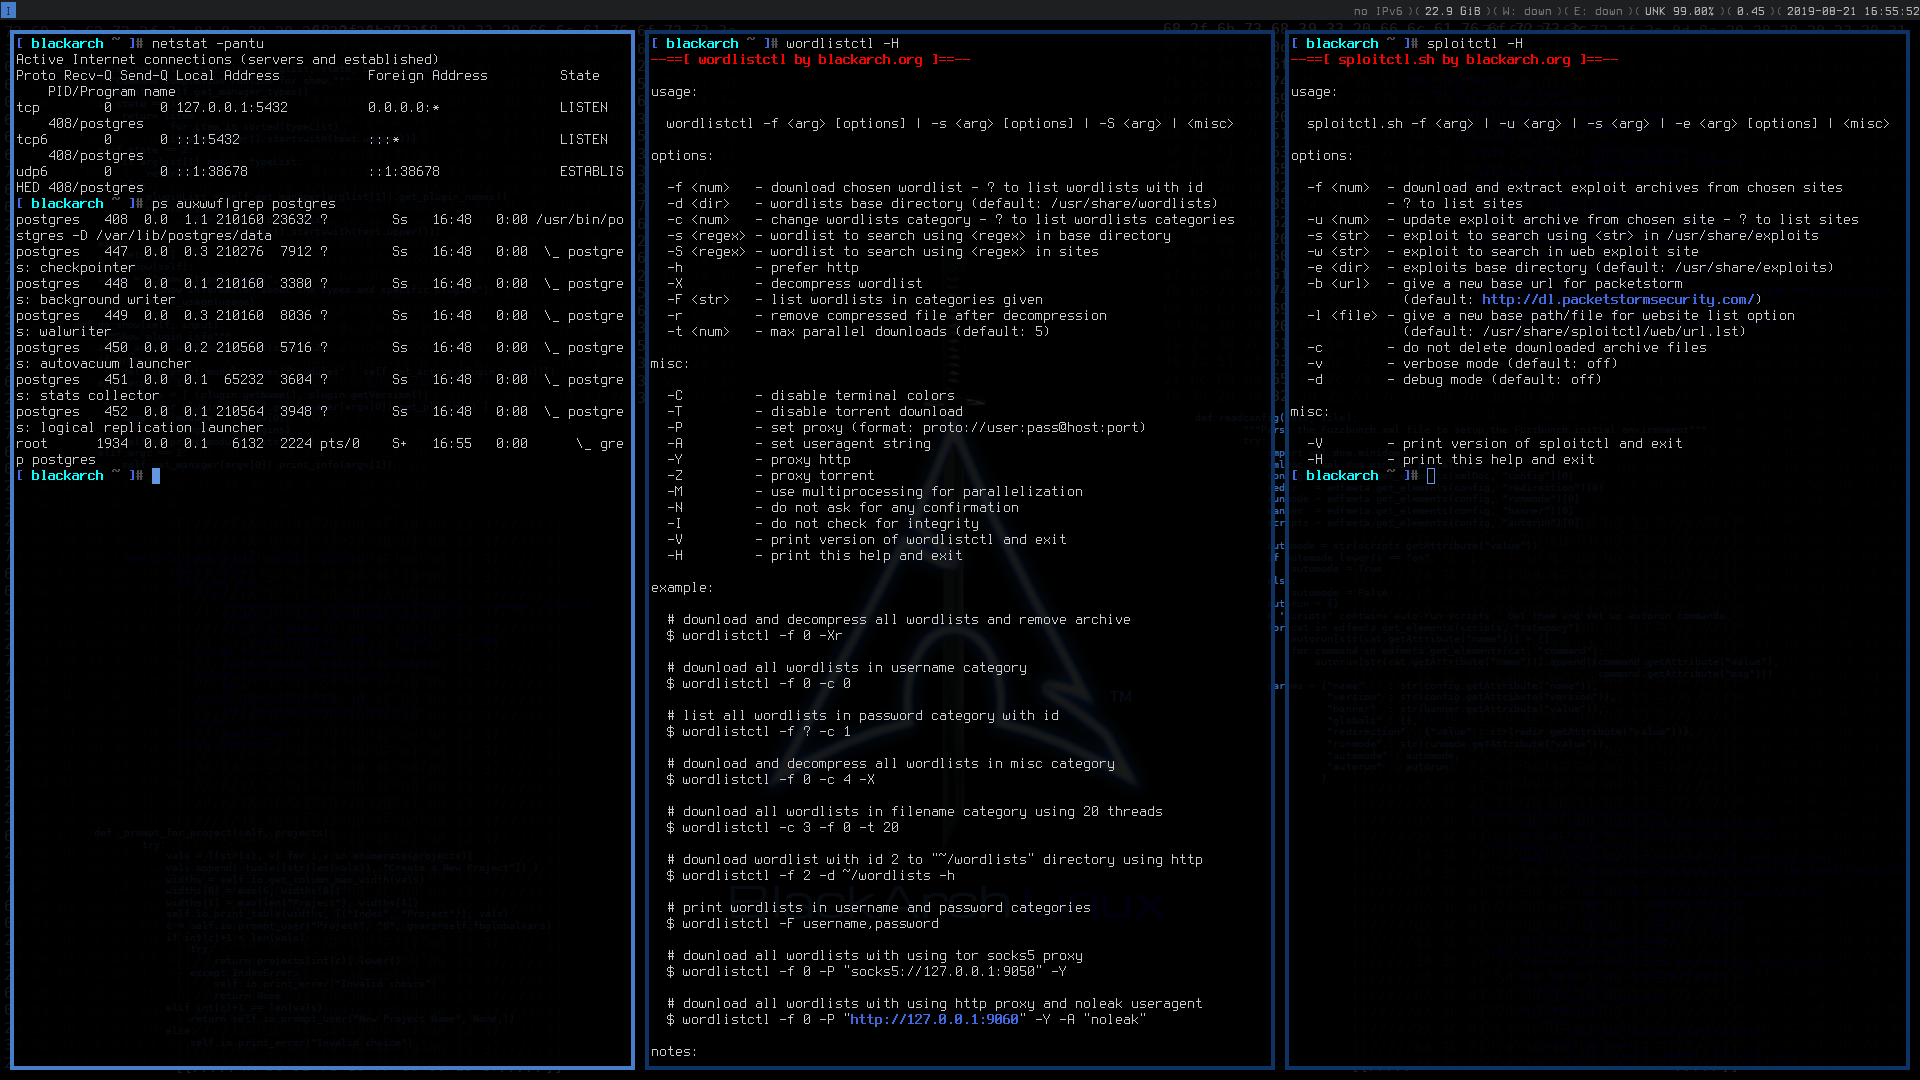 I
no IPv6 )( 22.9 GiB )( W: down )( E: down )( UNK 99.00% )( 0.45 )( 2019-08-21 16:55:52
[ blackarch ~ ]# netstat -pantu
Active Internet connections (servers and established)
Proto Recv-Q Send-Q Local Address           Foreign Address         State
    PID/Program name
tcp        0      0 127.0.0.1:5432          0.0.0.0:*               LISTEN
    408/postgres
tcp6       0      0 ::1:5432                :::*                    LISTEN
    408/postgres
udp6       0      0 ::1:38678               ::1:38678               ESTABLIS
HED 408/postgres
[ blackarch ~ ]# ps auxwwf|grep postgres
postgres   408  0.0  1.1 210160 23632 ?        Ss   16:48   0:00 /usr/bin/po
stgres -D /var/lib/postgres/data
postgres   447  0.0  0.3 210276  7912 ?        Ss   16:48   0:00  \_ postgre
s: checkpointer
postgres   448  0.0  0.1 210160  3380 ?        Ss   16:48   0:00  \_ postgre
s: background writer
postgres   449  0.0  0.3 210160  8036 ?        Ss   16:48   0:00  \_ postgre
s: walwriter
postgres   450  0.0  0.2 210560  5716 ?        Ss   16:48   0:00  \_ postgre
s: autovacuum launcher
postgres   451  0.0  0.1  65232  3604 ?        Ss   16:48   0:00  \_ postgre
s: stats collector
postgres   452  0.0  0.1 210564  3948 ?        Ss   16:48   0:00  \_ postgre
s: logical replication launcher
root      1934  0.0  0.1   6132  2224 pts/0    S+   16:55   0:00      \_ gre
p postgres
[ blackarch ~ ]#
[ blackarch ~ ]# wordlistctl -H
--==[ wordlistctl by blackarch.org ]==--
usage:
  wordlistctl -f <arg> [options] | -s <arg> [options] | -S <arg> | <misc>
options:
  -f <num>   - download chosen wordlist - ? to list wordlists with id
  -d <dir>   - wordlists base directory (default: /usr/share/wordlists)
  -c <num>   - change wordlists category - ? to list wordlists categories
  -s <regex> - wordlist to search using <regex> in base directory
  -S <regex> - wordlist to search using <regex> in sites
  -h         - prefer http
  -X         - decompress wordlist
  -F <str>   - list wordlists in categories given
  -r         - remove compressed file after decompression
  -t <num>   - max parallel downloads (default: 5)
misc:
  -C         - disable terminal colors
  -T         - disable torrent download
  -P         - set proxy (format: proto://user:pass@host:port)
  -A         - set useragent string
  -Y         - proxy http
  -Z         - proxy torrent
  -M         - use multiprocessing for parallelization
  -N         - do not ask for any confirmation
  -I         - do not check for integrity
  -V         - print version of wordlistctl and exit
  -H         - print this help and exit
example:
  # download and decompress all wordlists and remove archive
  $ wordlistctl -f 0 -Xr
  # download all wordlists in username category
  $ wordlistctl -f 0 -c 0
  # list all wordlists in password category with id
  $ wordlistctl -f ? -c 1
  # download and decompress all wordlists in misc category
  $ wordlistctl -f 0 -c 4 -X
  # download all wordlists in filename category using 20 threads
  $ wordlistctl -c 3 -f 0 -t 20
  # download wordlist with id 2 to "~/wordlists" directory using http
  $ wordlistctl -f 2 -d ~/wordlists -h
  # print wordlists in username and password categories
  $ wordlistctl -F username,password
  # download all wordlists with using tor socks5 proxy
  $ wordlistctl -f 0 -P "socks5://127.0.0.1:9050" -Y
  # download all wordlists with using http proxy and noleak useragent
  $ wordlistctl -f 0 -P "http://127.0.0.1:9060" -Y -A "noleak"
notes:
[ blackarch ~ ]# sploitctl -H
--==[ sploitctl.sh by blackarch.org ]==--
usage:
  sploitctl.sh -f <arg> | -u <arg> | -s <arg> | -e <arg> [options] | <misc>
options:
  -f <num>  - download and extract exploit archives from chosen sites
            - ? to list sites
  -u <num>  - update exploit archive from chosen site - ? to list sites
  -s <str>  - exploit to search using <str> in /usr/share/exploits
  -w <str>  - exploit to search in web exploit site
  -e <dir>  - exploits base directory (default: /usr/share/exploits)
  -b <url>  - give a new base url for packetstorm
              (default: http://dl.packetstormsecurity.com/)
  -l <file> - give a new base path/file for website list option
              (default: /usr/share/sploitctl/web/url.lst)
  -c        - do not delete downloaded archive files
  -v        - verbose mode (default: off)
  -d        - debug mode (default: off)
misc:
  -V        - print version of sploitctl and exit
  -H        - print this help and exit
[ blackarch ~ ]#
TM
BlackArch Linux